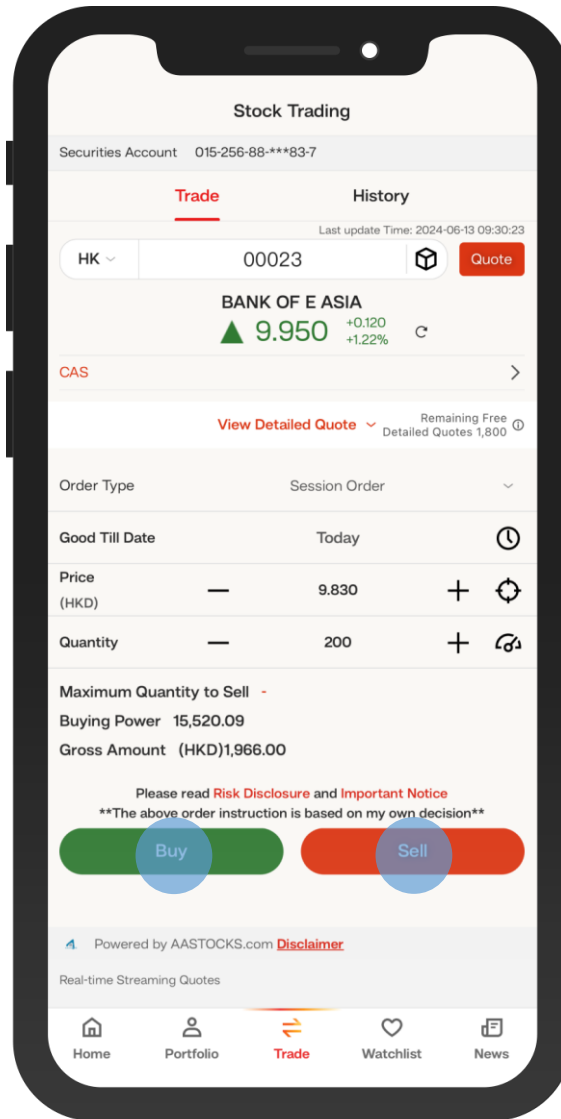 Stock Trading
Securities Account 015-256-88-***83-7
Trade History
Last update Time: 2024-06-13 09:30:23
HK 00023 Quote
BANK OF E ASIA
9.950 +0.120
+1.22%
CAS
View Detailed Quote Remaining Free
Detailed Quotes 1,800
Order Type Session Order
Good Till Date Today
Price
(HKD) 9.830
Quantity 200
Maximum Quantity to Sell -
Buying Power 15,520.09
Gross Amount (HKD)1,966.00
Please read Risk Disclosure and Important Notice
**The above order instruction is based on my own decision**
Buy Sell
Powered by AASTOCKS.com Disclaimer
Real-time Streaming Quotes
Home Portfolio Trade Watchlist News